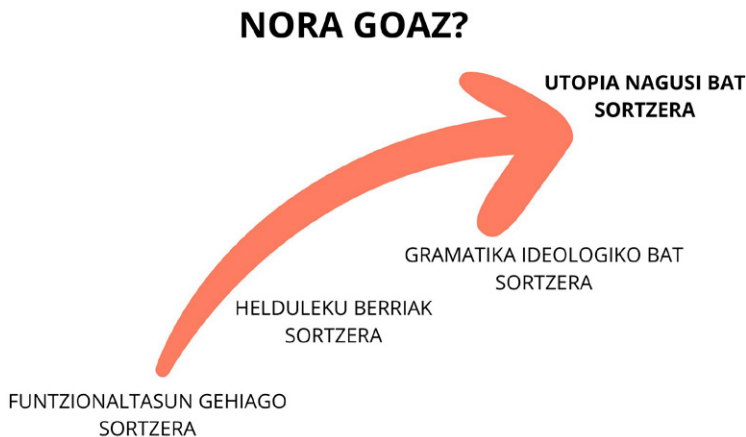 NORA GOAZ?
UTOPIA NAGUSI BAT
SORTZERA
GRAMATIKA IDEOLOGIKO BAT
SORTZERA
HELDULEKU BERRIAK
SORTZERA
FUNTZIONALTASUN GEHIAGO
SORTZERA